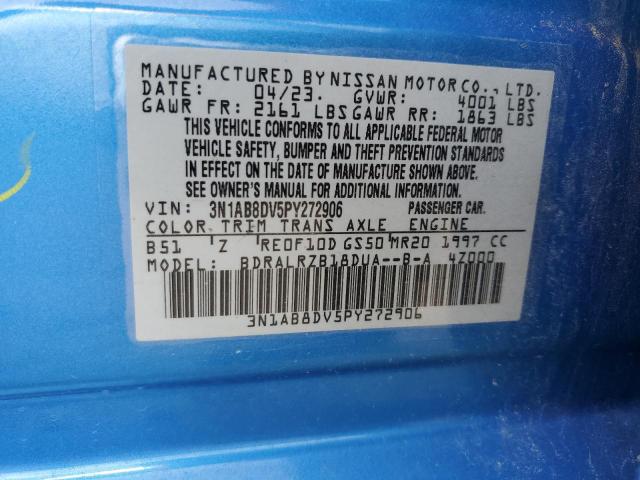 MANUFACTURED BY NISSAN MOTOR CO., LTD.
DATE: 04/23. GVWR: 4001 LBS
GAWR FR: 2161 LBS GAWR RR: 1863 LBS
THIS VEHICLE CONFORMS TO ALL APPLICABLE FEDERAL MOTOR
VEHICLE SAFETY, BUMPER AND THEFT PREVENTION STANDARDS
IN EFFECT ON THE DATE OF MANUFACTURE SHOWN ABOVE.
SEE OWNER'S MANUAL FOR ADDITIONAL INFORMATION.
VIN: 3N1AB8DV5PY272906 PASSENGER CAR.
COLOR TRIM TRANS AXLE ENGINE
B51 'Z 'RE0F10D GS50 'MR20 1997 CC
MODEL: BDRALRZB18DUA--B-A 4Z000
3N1AB8DV5PY272906